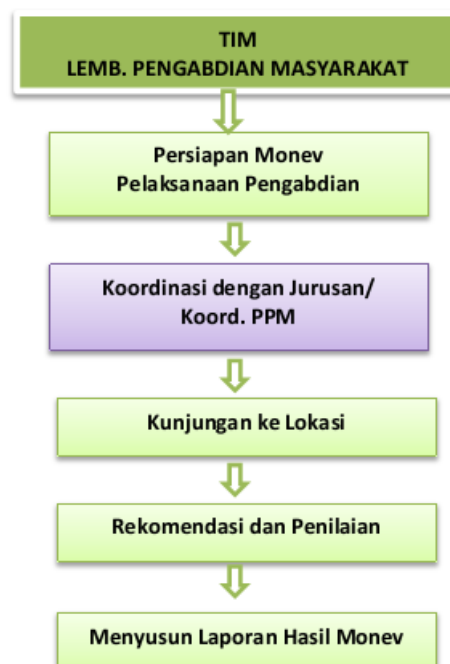 TIM
LEMB. PENGABDIAN MASYARAKAT
Persiapan Monev
Pelaksanaan Pengabdian
Koordinasi dengan Jurusan/
Koord. PPM
Kunjungan ke Lokasi
Rekomendasi dan Penilaian
Menyusun Laporan Hasil Monev